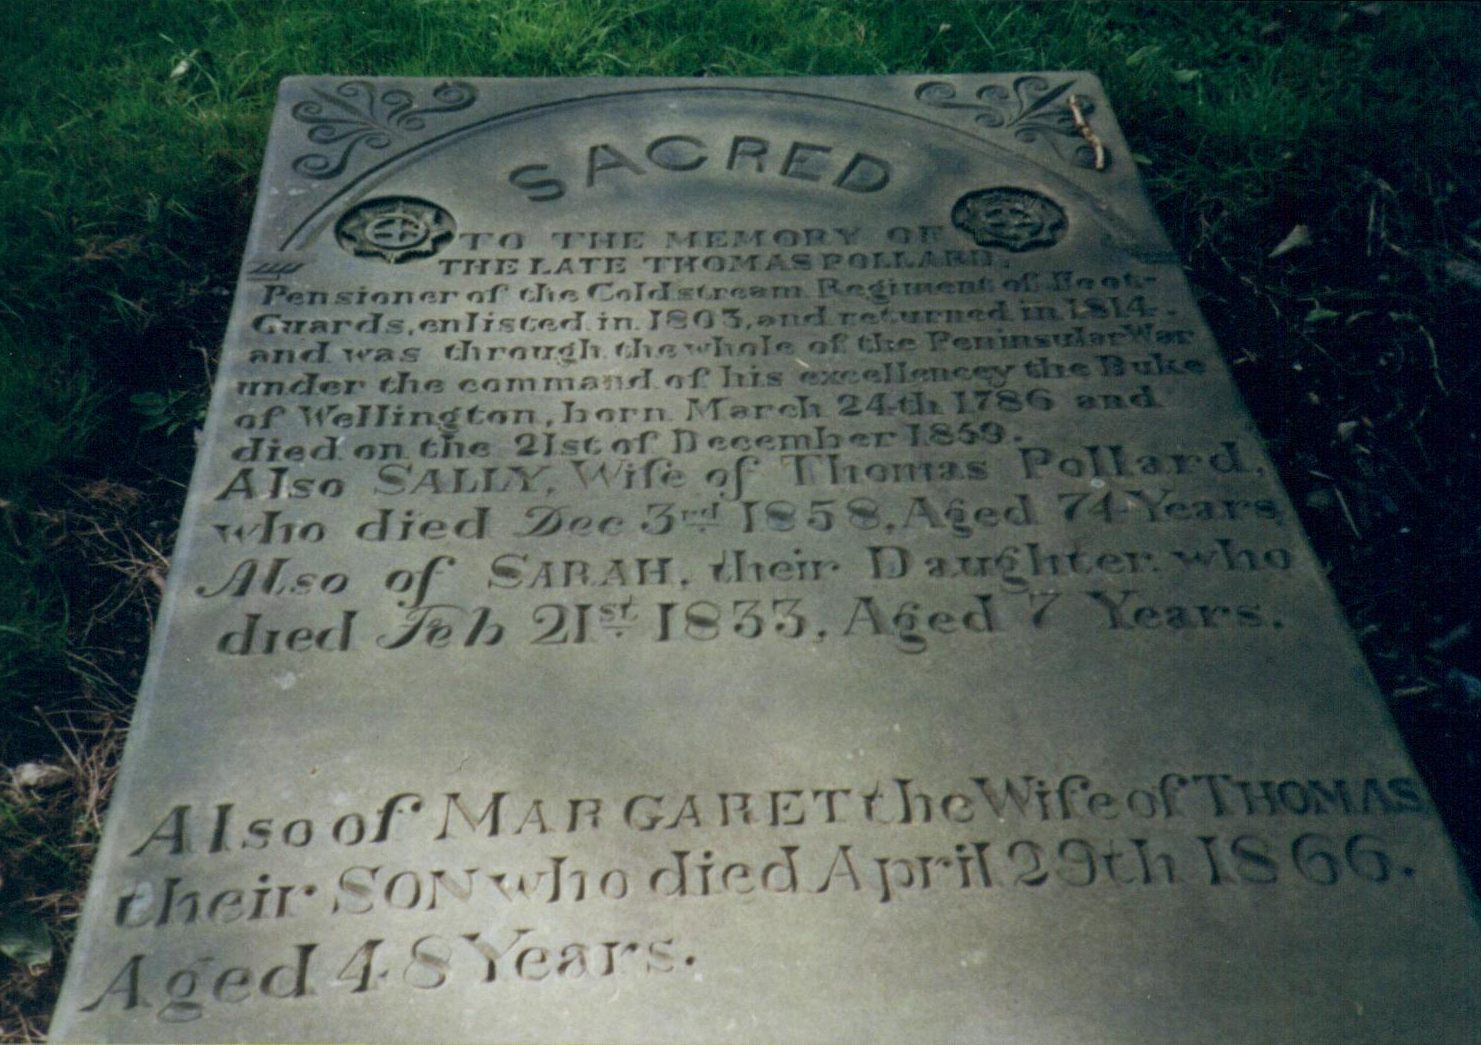 SACRED
TO THE MEMORY OF
THE LATE THOMAS POLLARD,
Pensioner of the Coldstream Regiment of Foot-
Guards, enlisted in 1803, and returned in 1814.
and was through the whole of the Peninsular War
under the command of his excellencey the Duke
of Wellington, born March 24th 1786 and
died on the 21st of December 1859.
Also SALLY, Wife of Thomas Pollard,
who died Dec 3rd 1858, Aged 74 Years
Also of SARAH, their Daughter who
died Feb 21st 1833, Aged 7 Years.
Also of MARGARET the Wife of THOMAS
their SON who died April 29th 1866.
Aged 48 Years.